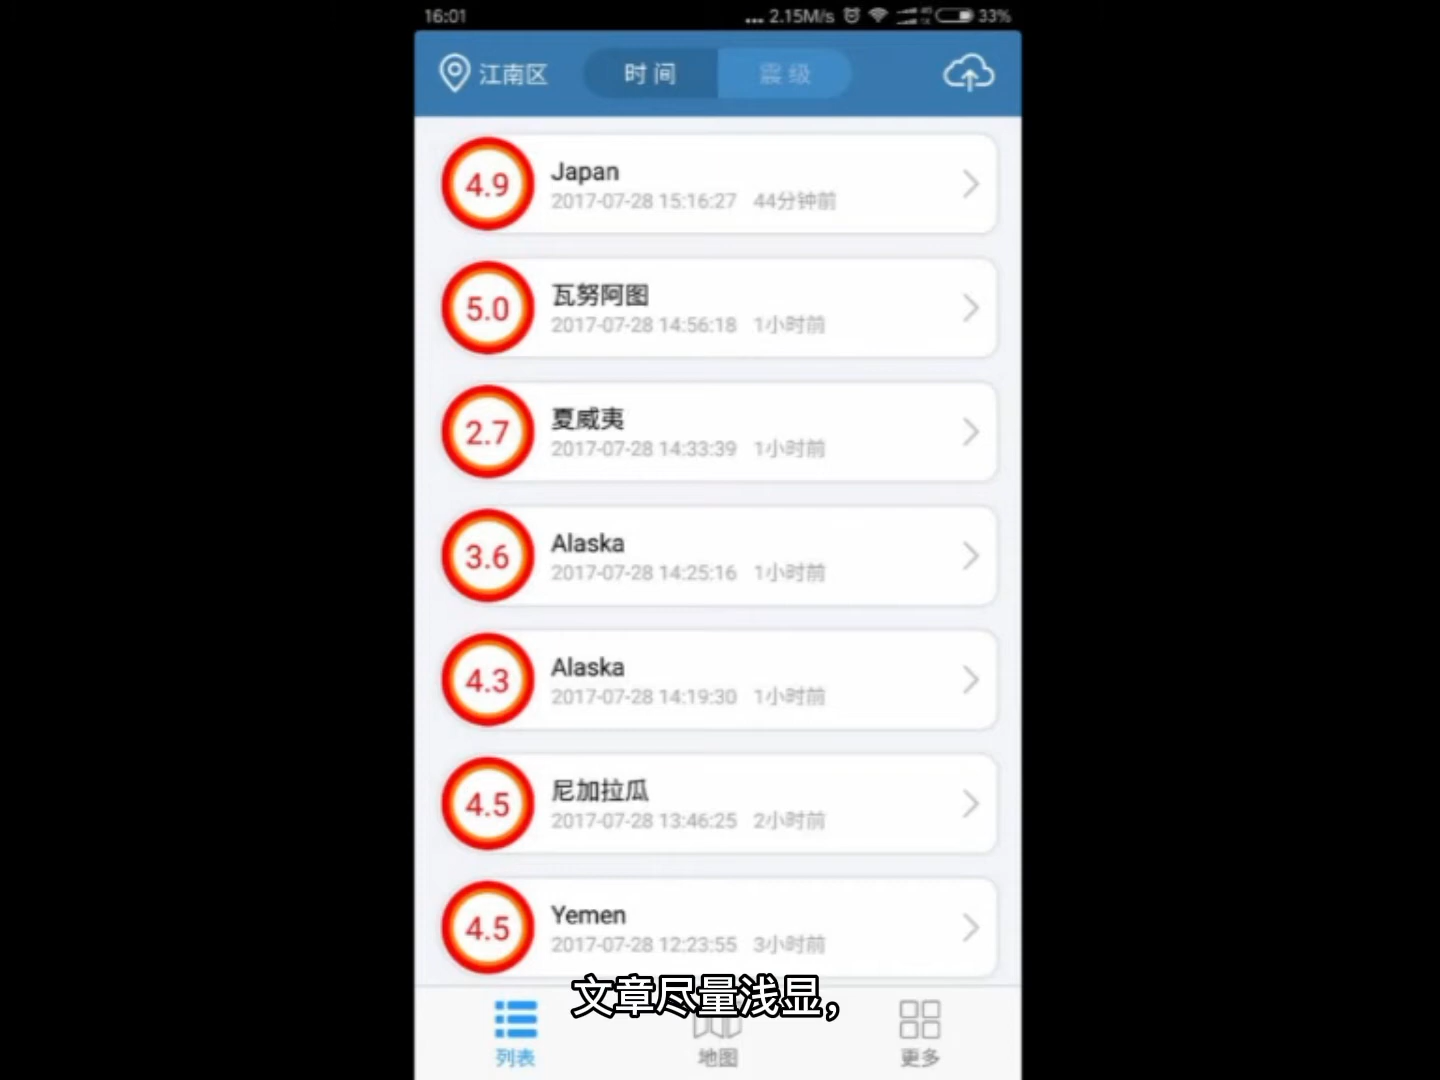 16:01
... 2.15M/s 33%
江南区 时间 震级
4.9 Japan
2017-07-28 15:16:27 44分钟前
5.0 瓦努阿图
2017-07-28 14:56:18 1小时前
2.7 夏威夷
2017-07-28 14:33:39 1小时前
3.6 Alaska
2017-07-28 14:25:16 1小时前
4.3 Alaska
2017-07-28 14:19:30 1小时前
4.5 尼加拉瓜
2017-07-28 13:46:25 2小时前
4.5 Yemen
2017-07-28 12:23:55 3小时前
文章尽量浅显,
列表 地图 更多